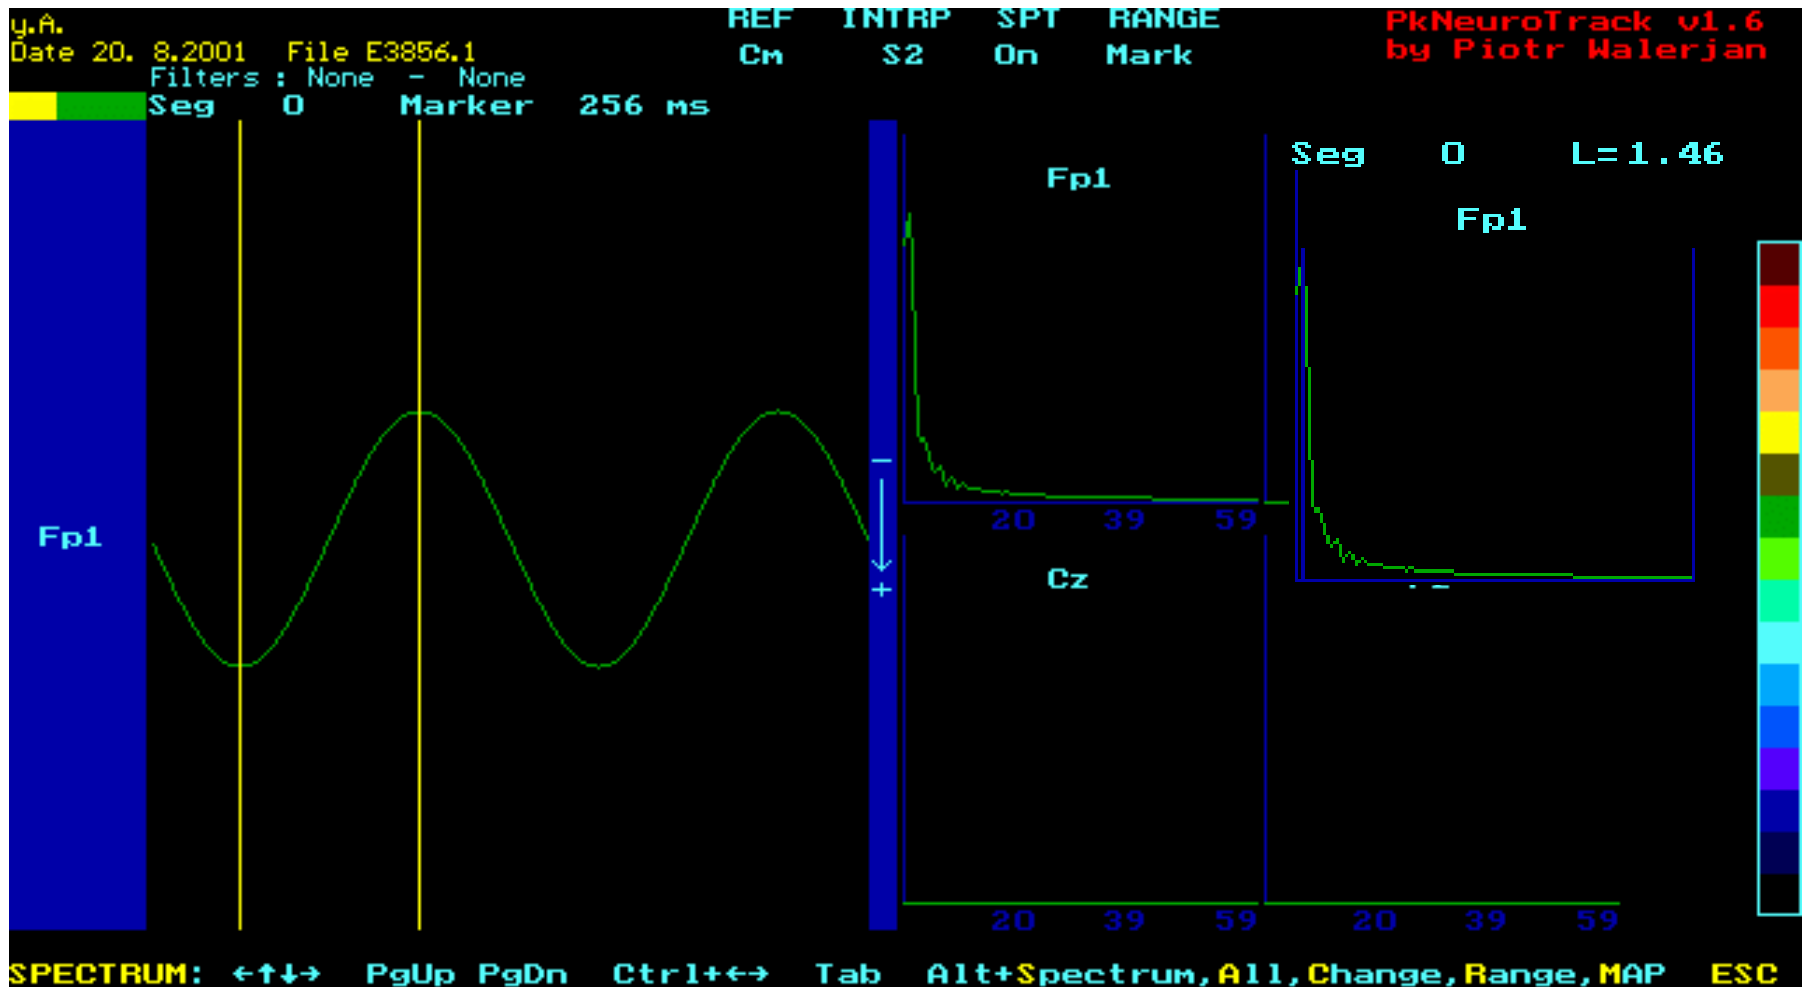 y.A.
Date 20. 8.2001 File E3856.1
Filters : None - None
REF INTRP SPT RANGE
Cm S2 On Mark
PkNeuroTrack v1.6
by Piotr Walerjan
Seg 0 Marker 256 ms
Fp1
-
+
Fp1
20 39 59
Seg 0 L=1.46
Fp1
Cz
20 39 59
20 39 59
SPECTRUM: ←↑↓→ PgUp PgDn Ctrl+←→ Tab Alt+Spectrum,All,Change,Range,MAP ESC